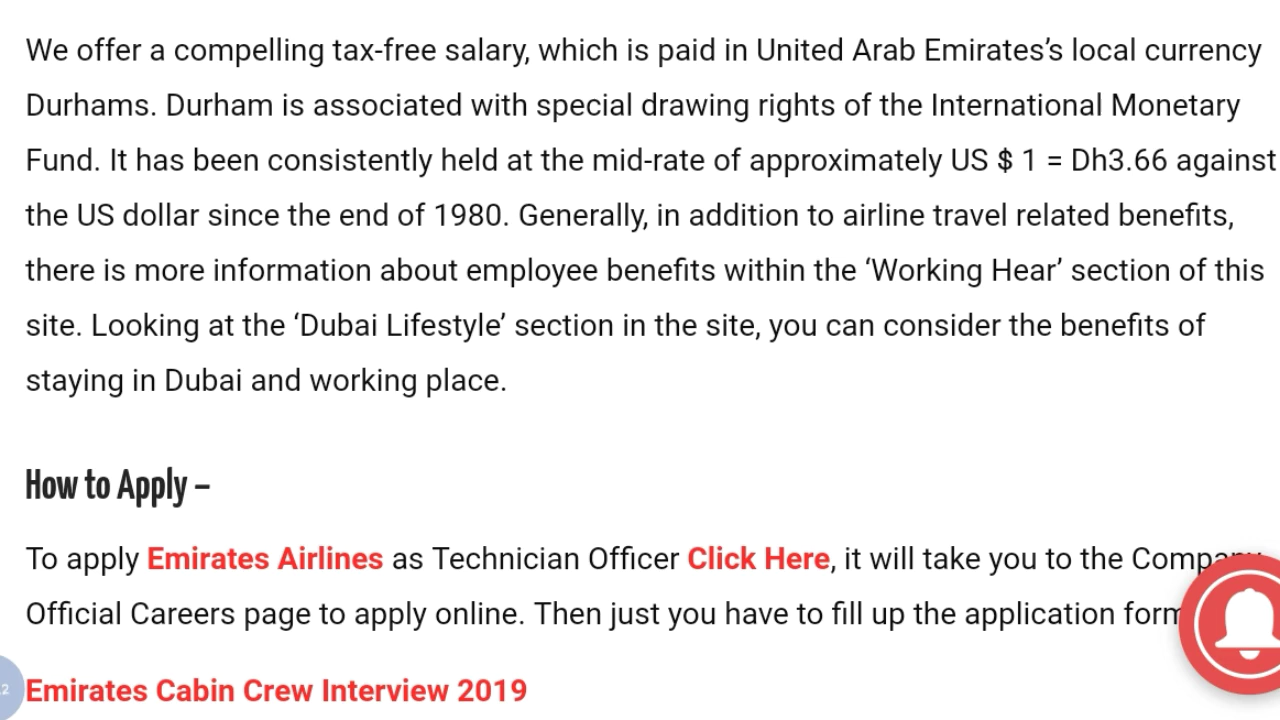 We offer a compelling tax-free salary, which is paid in United Arab Emirates’s local currency
Durhams. Durham is associated with special drawing rights of the International Monetary
Fund. It has been consistently held at the mid-rate of approximately US $ 1 = Dh3.66 against
the US dollar since the end of 1980. Generally, in addition to airline travel related benefits,
there is more information about employee benefits within the ‘Working Hear’ section of this
site. Looking at the ‘Dubai Lifestyle’ section in the site, you can consider the benefits of
staying in Dubai and working place.
How to Apply –
To apply Emirates Airlines as Technician Officer Click Here, it will take you to the Company
Official Careers page to apply online. Then just you have to fill up the application form
Emirates Cabin Crew Interview 2019